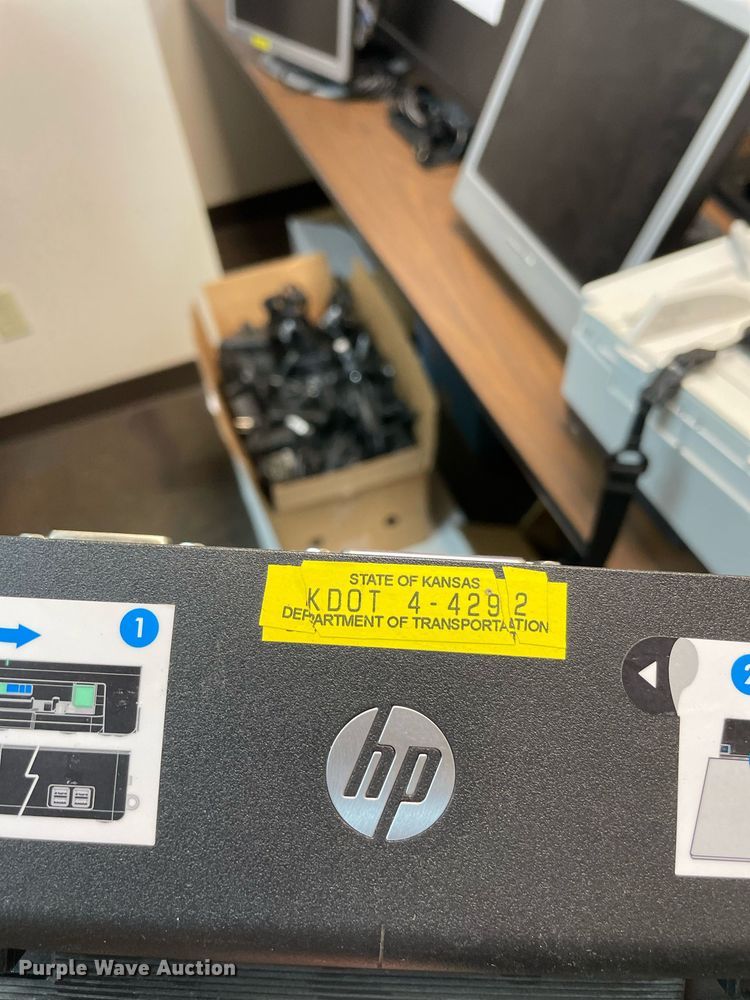 STATE OF KANSAS
KDOT 4-4292
DEPARTMENT OF TRANSPORTATION
1
2
hp
Purple Wave Auction